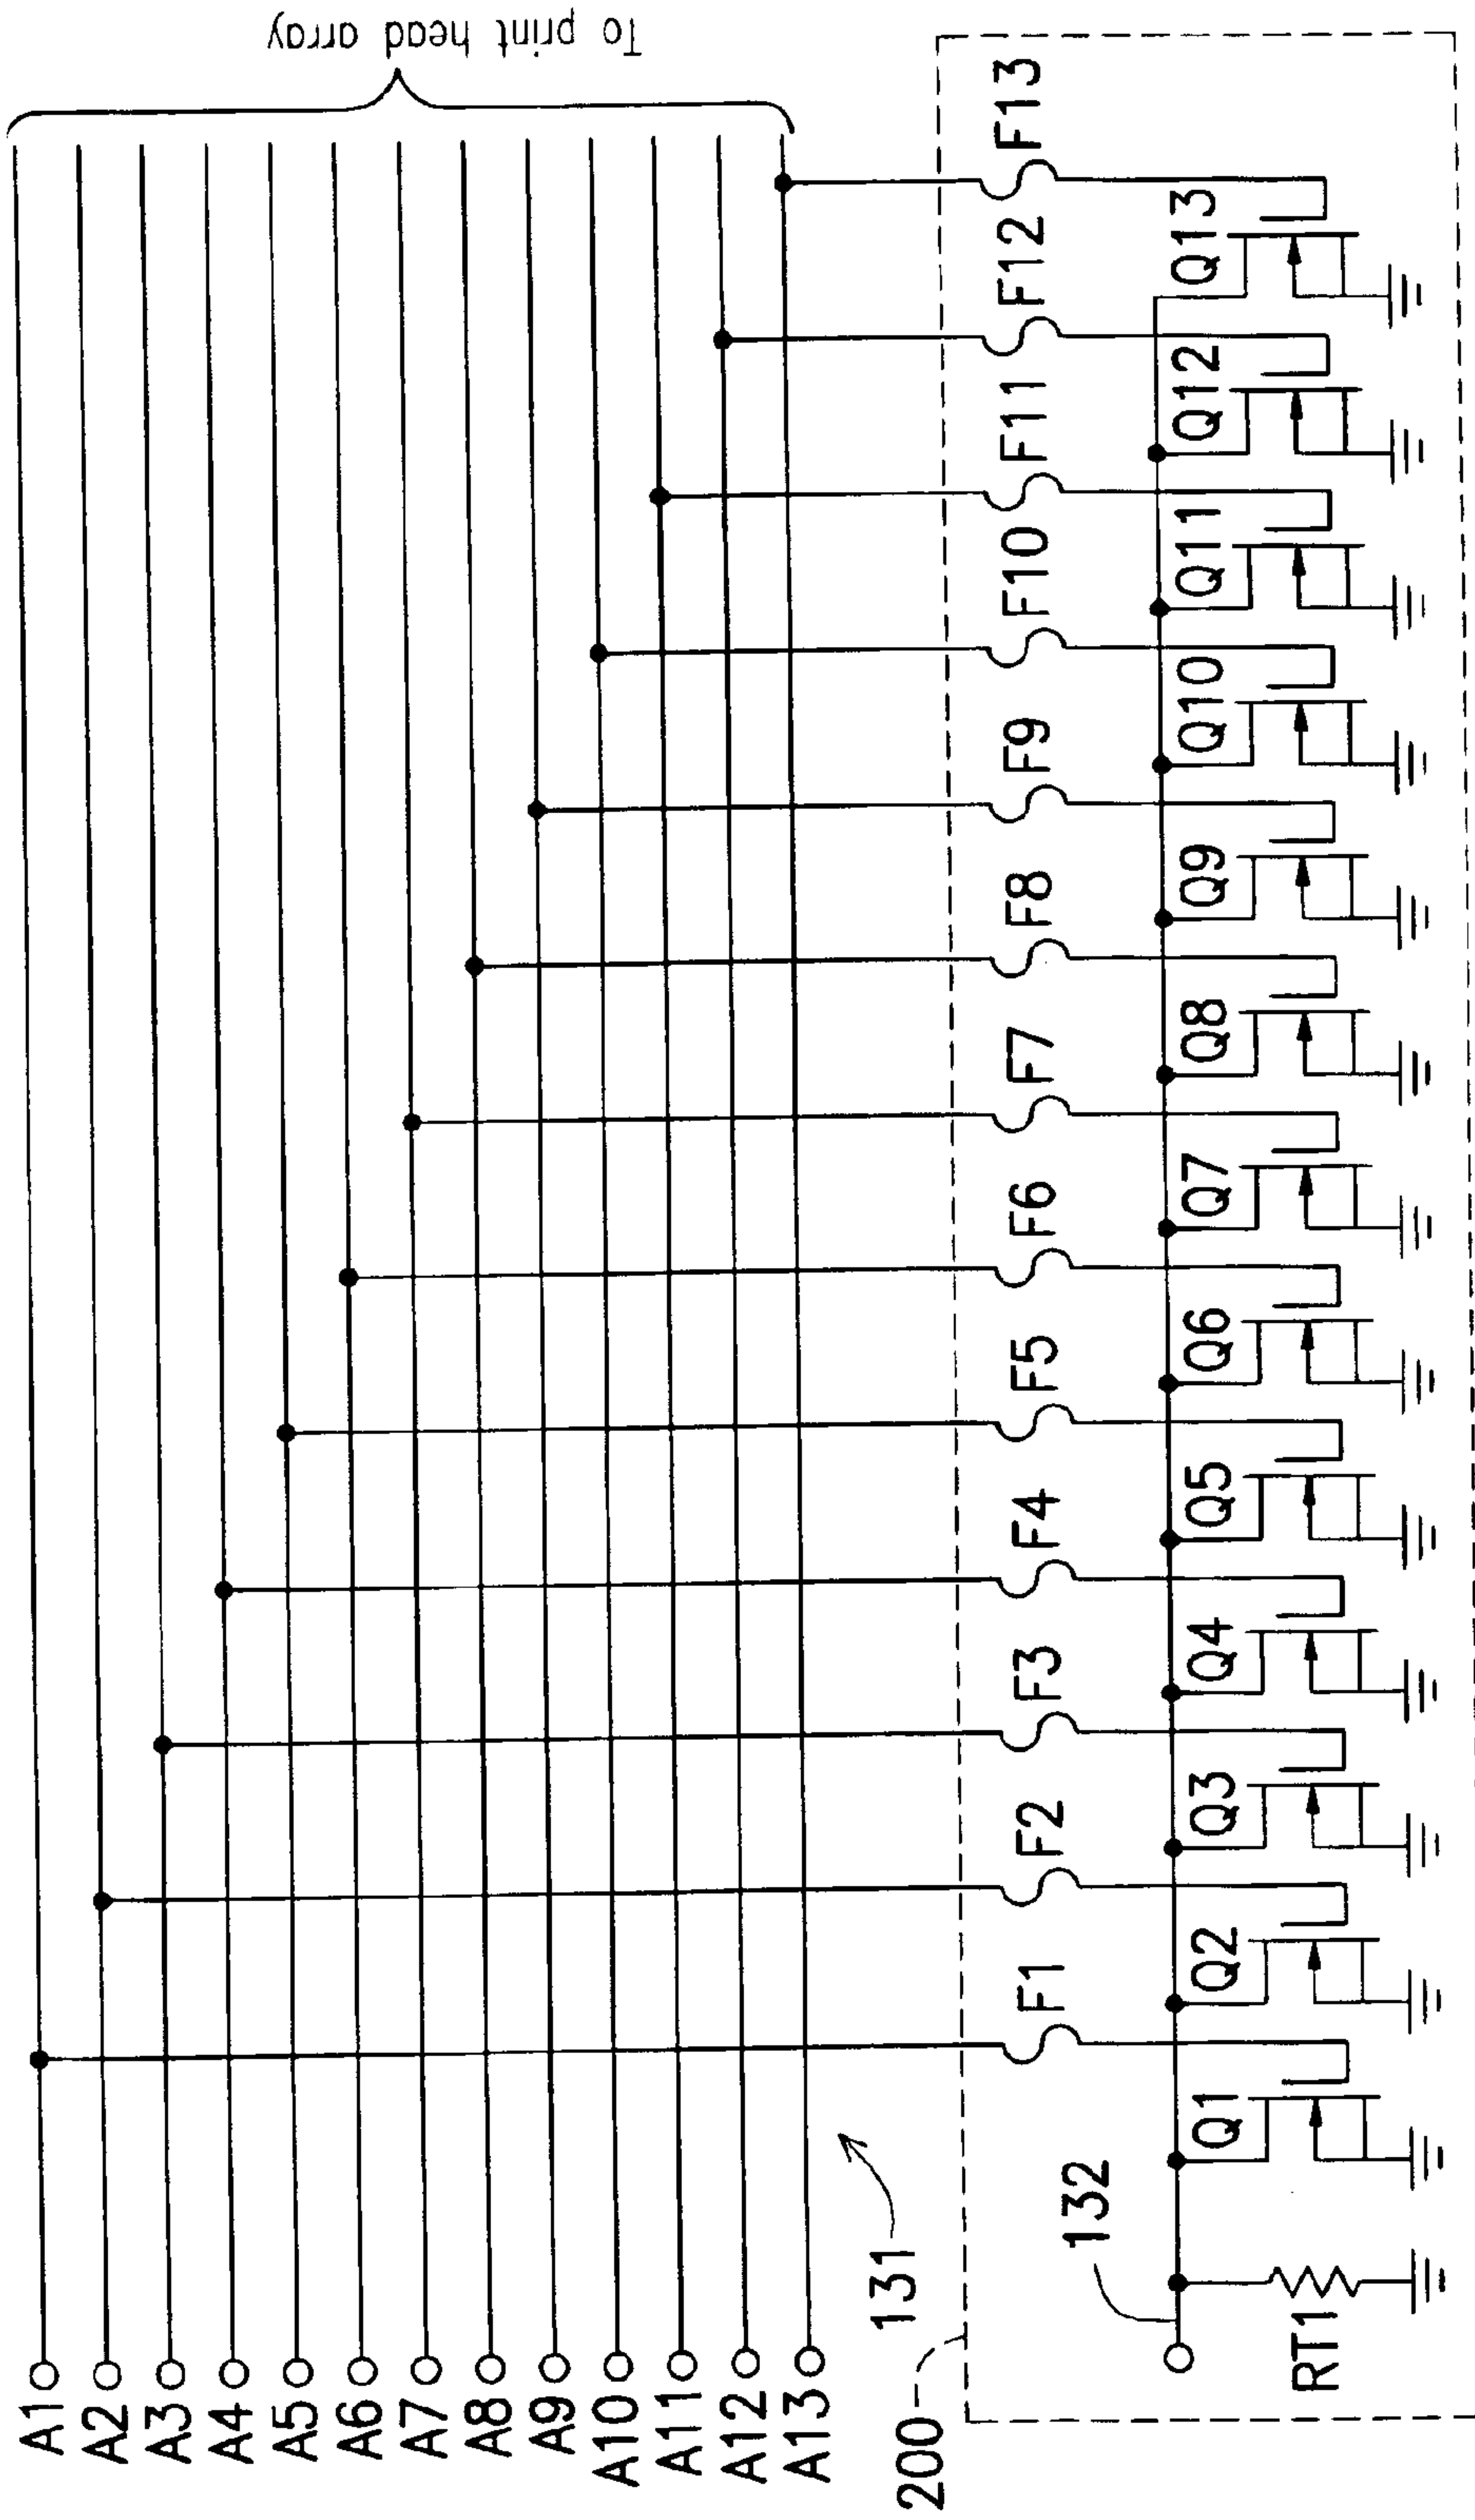 To print head array
A1
A2
A3
A4
A5
A6
A7
A8
A9
A10
A11
A12
A13
131
200
F1 F2 F3 F4 F5 F6 F7 F8 F9 F10 F11 F12 F13
132
Q1 Q2 Q3 Q4 Q5 Q6 Q7 Q8 Q9 Q10 Q11 Q12 Q13
RT1